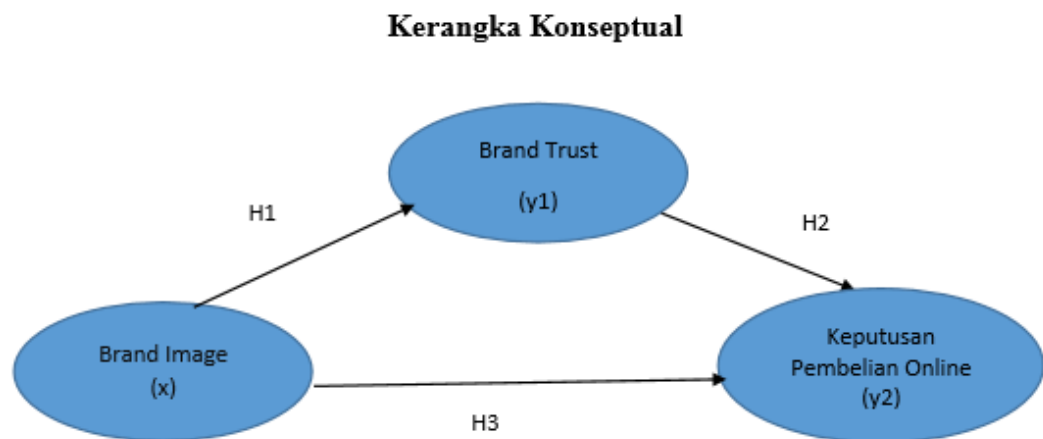 Kerangka Konseptual
Brand Trust
(y1)
H1
H2
Brand Image
(x)
Keputusan
Pembelian Online
(y2)
H3